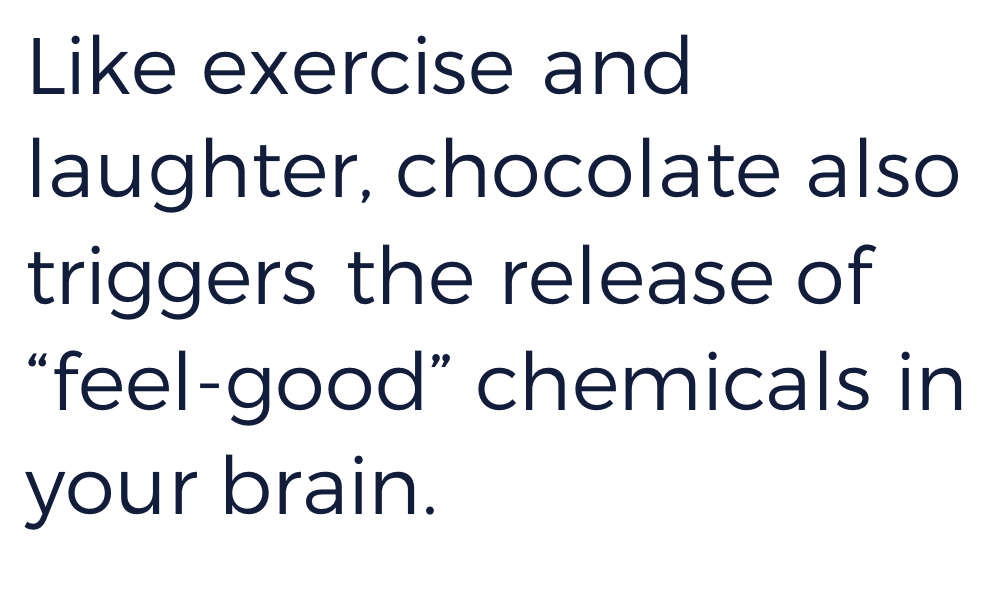 Like exercise and
laughter, chocolate also
triggers the release of
“feel-good” chemicals in
your brain.